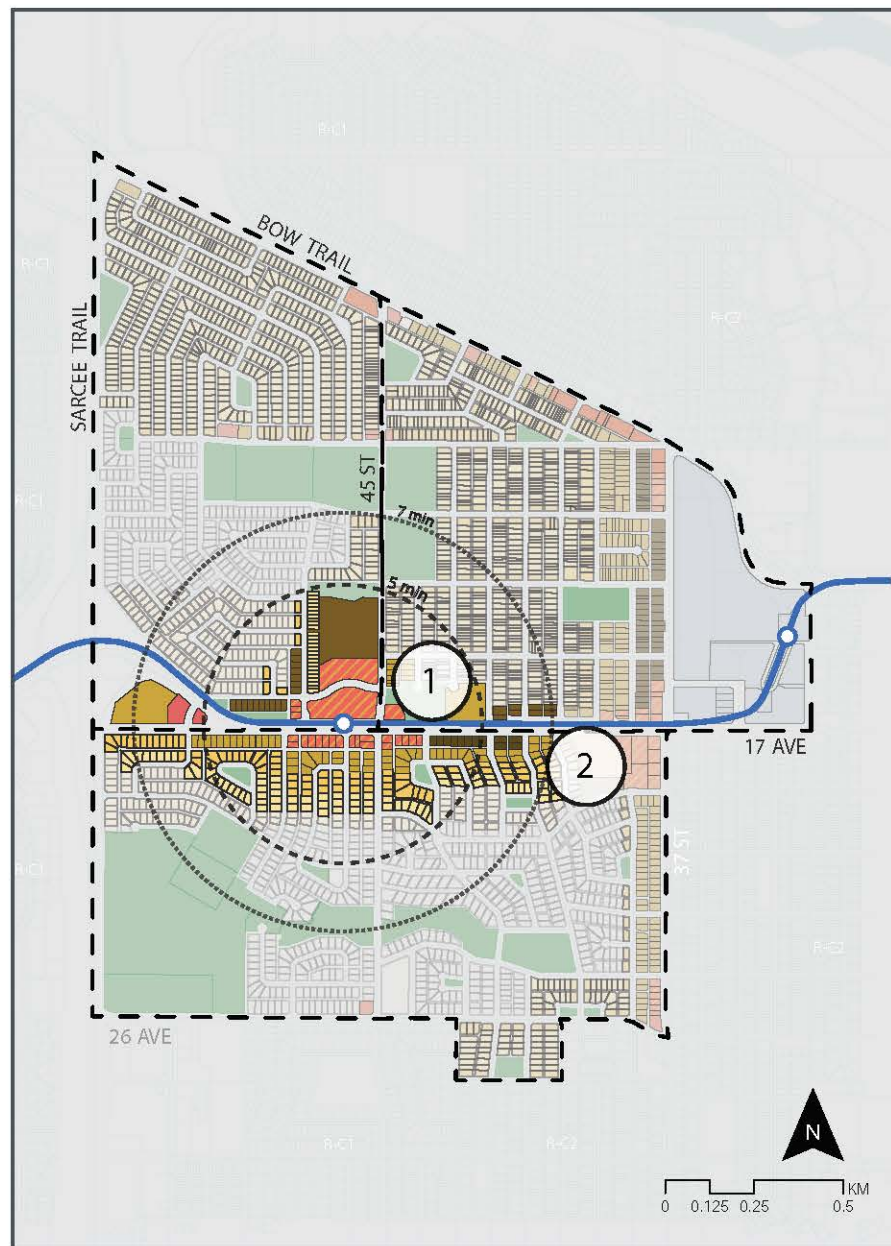 R-C1
BOW TRAIL
R-C1
SARCEE TRAIL
R-C2
45 ST
7 min
R-C1
5 min
1
17 AVE
2
37 ST
R-C1
R-C2
26 AVE
R-C1
R-C2
N
KM
0 0.125 0.25 0.5